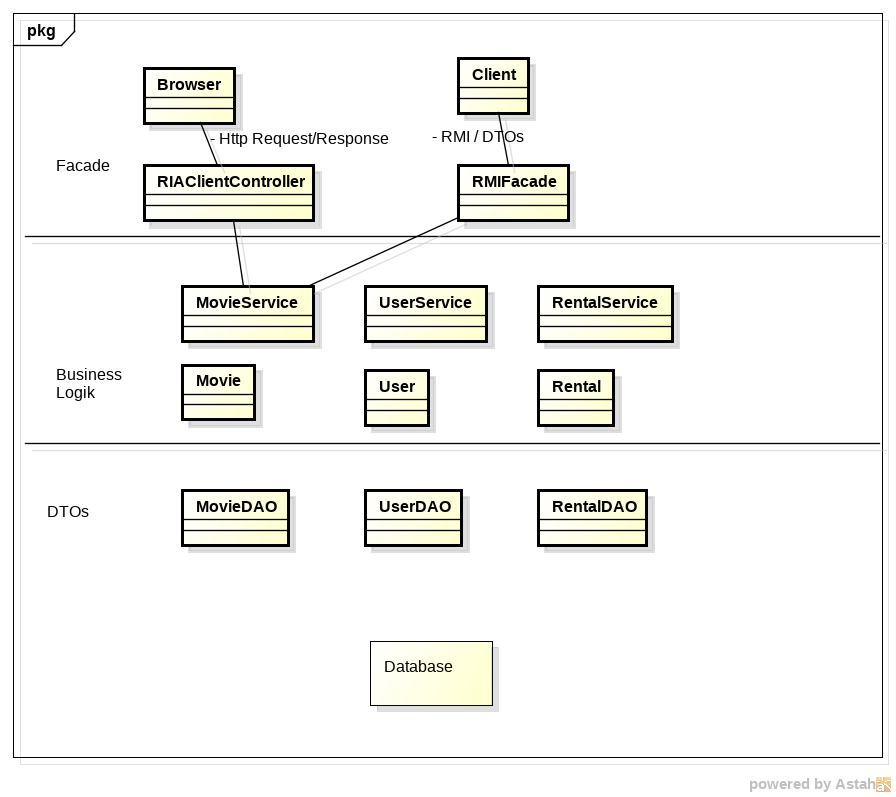 pkg
Browser
Client
- Http Request/Response
- RMI / DTOs
Facade
RIAClientController
RMIFacade
MovieService
UserService
RentalService
Business
Logik
Movie
User
Rental
DTOs
MovieDAO
UserDAO
RentalDAO
Database
powered by Astah